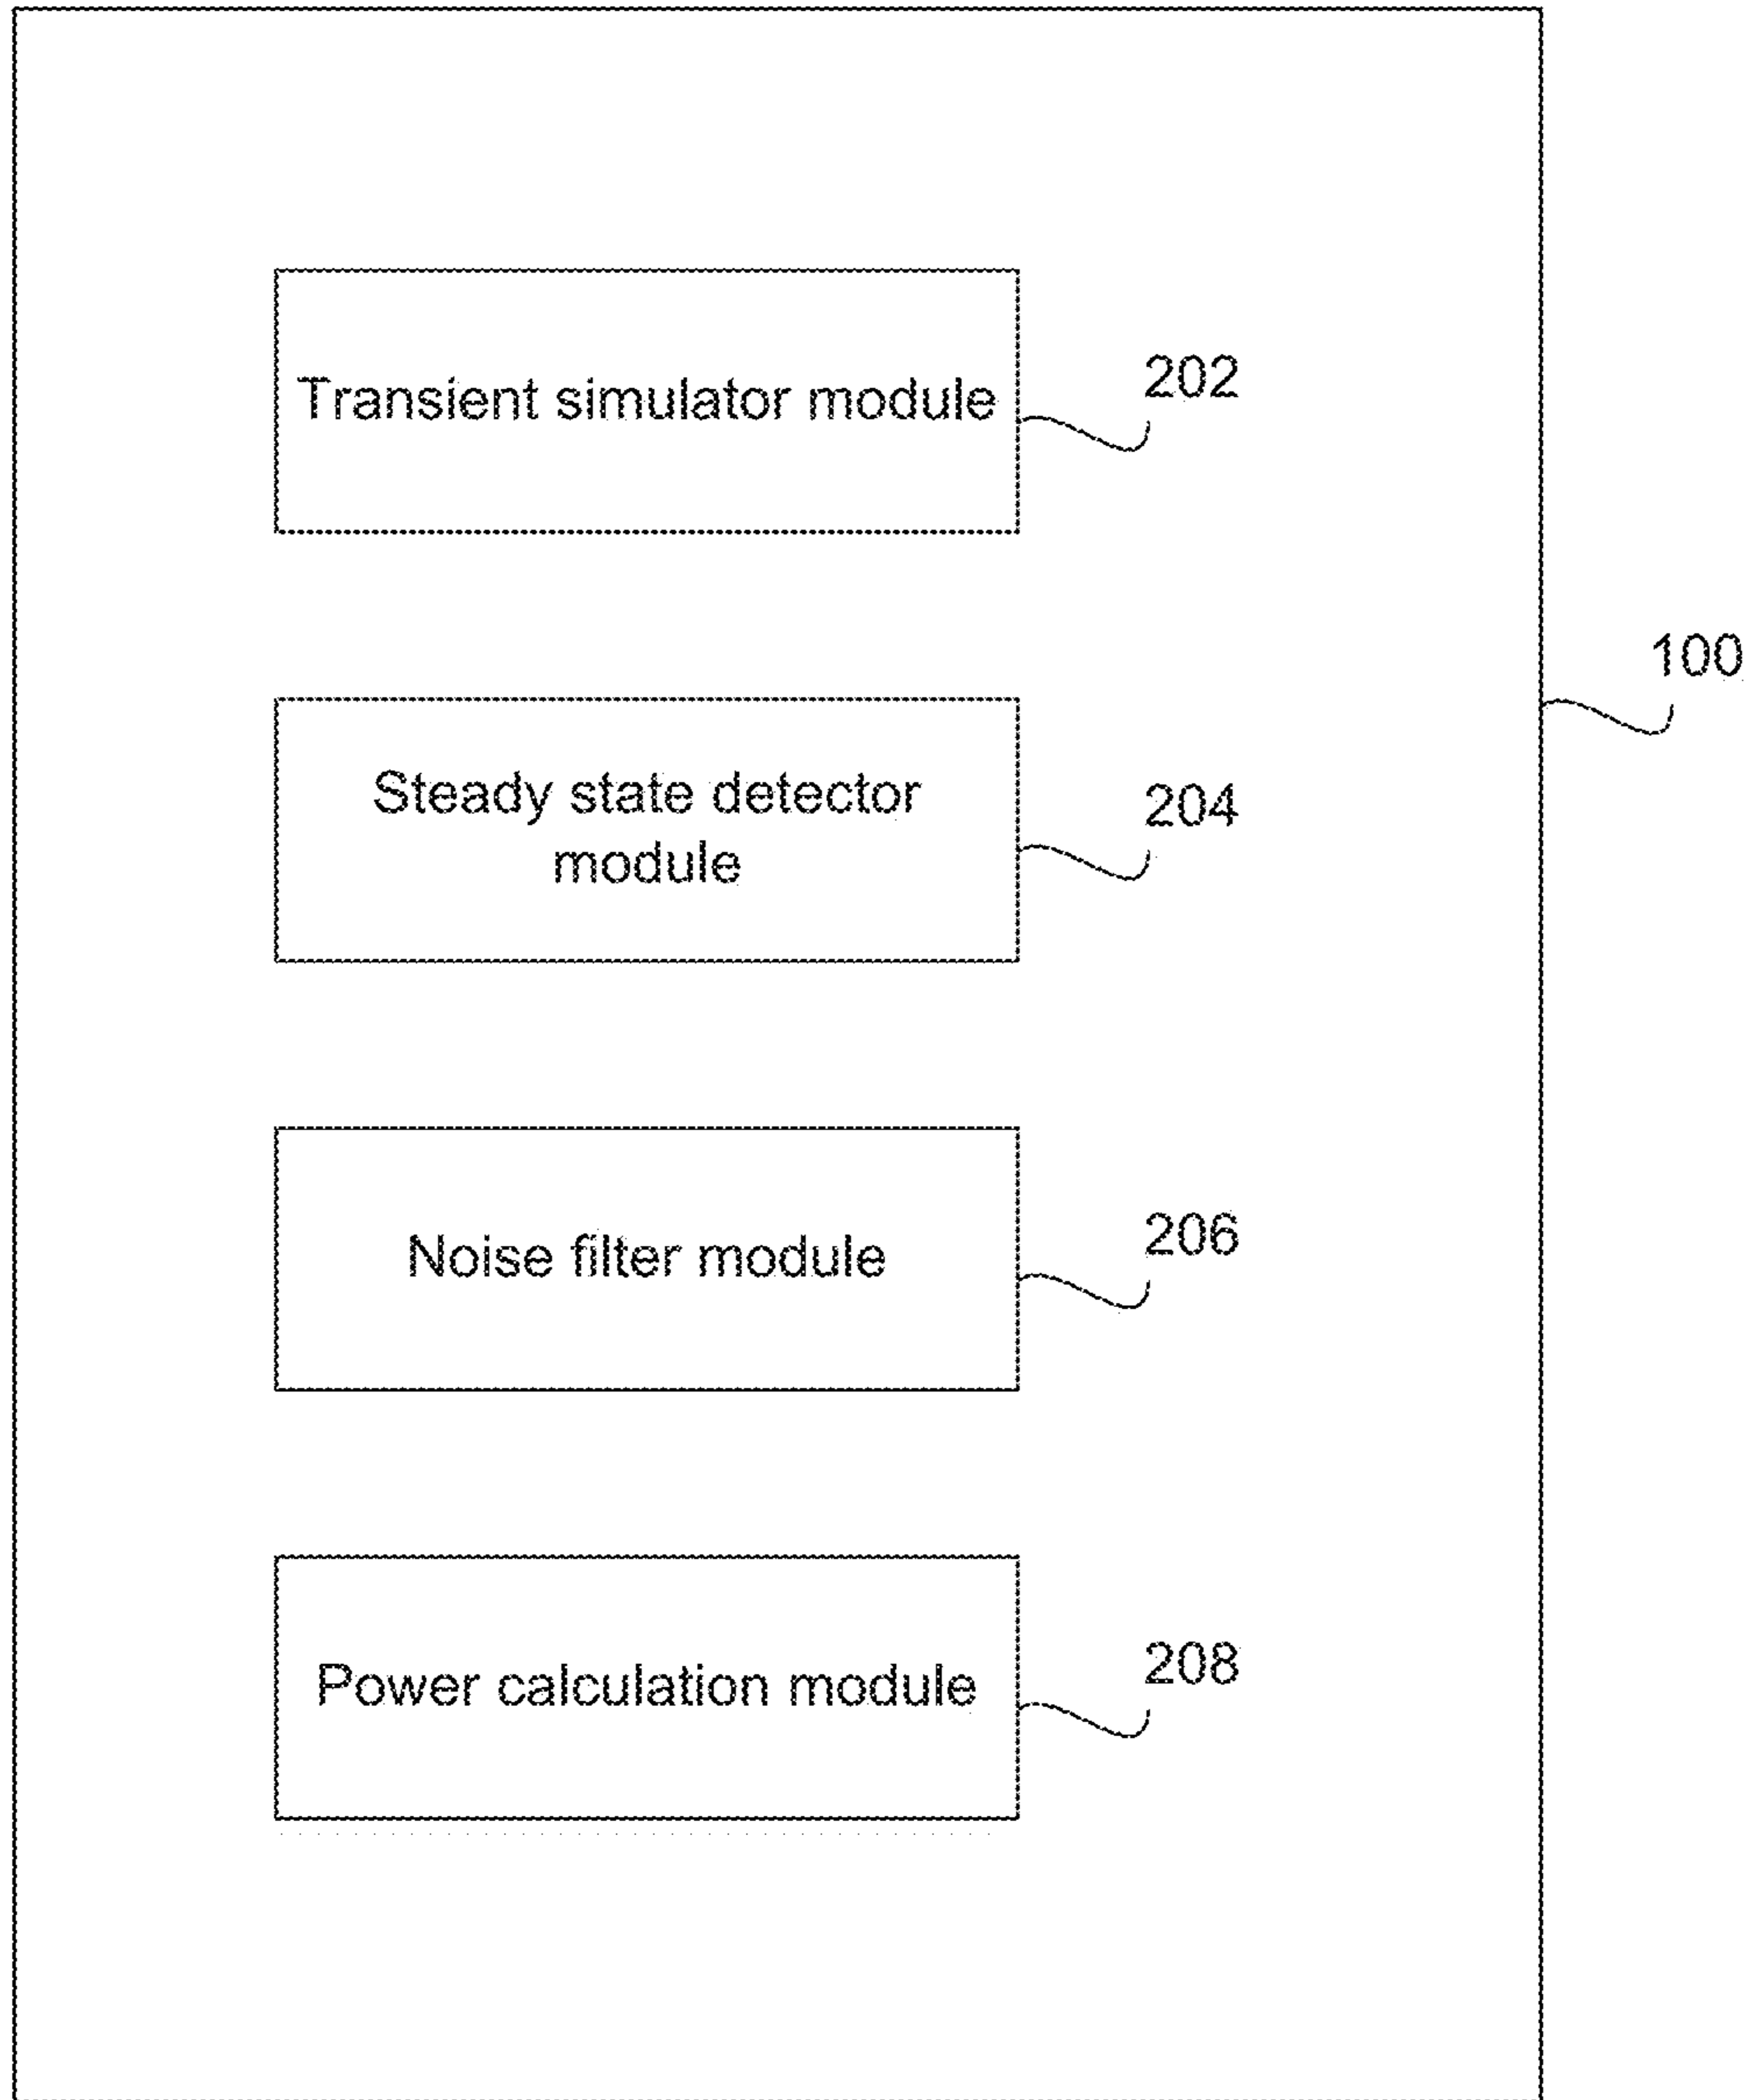 Transient simulator module
202
100
Steady state detector
module
204
Noise filter module
206
Power calculation module
208